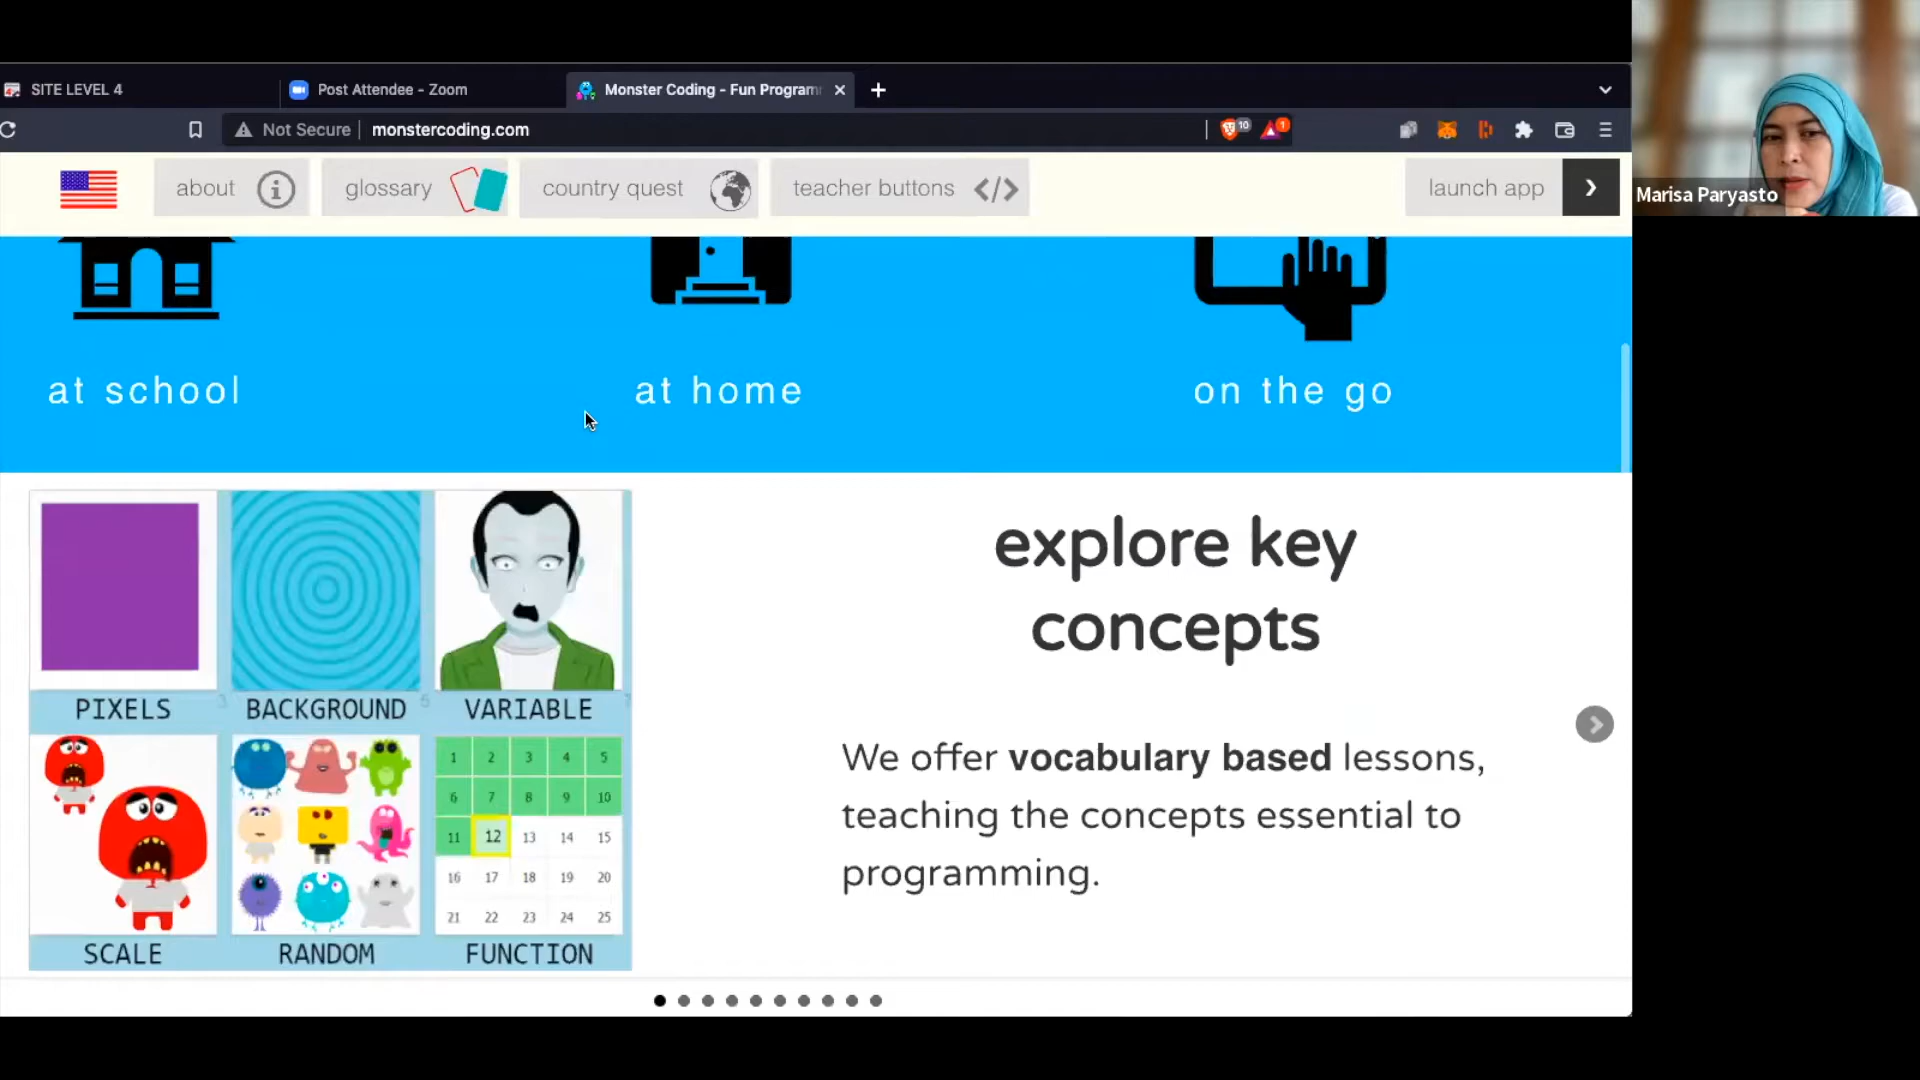 SITE LEVEL 4
Post Attendee - Zoom
Monster Coding - Fun Program
Not Secure
monstercoding.com
10
1
about
glossary
country quest
teacher buttons </>
launch app
Marisa Paryasto
at school
at home
on the go
PIXELS
BACKGROUND
VARIABLE
explore key
concepts
We offer vocabulary based lessons,
teaching the concepts essential to
programming.
1 2 3 4 5
6 7 8 9 10
11 12 13 14 15
16 17 18 19 20
21 22 23 24 25
SCALE
RANDOM
FUNCTION